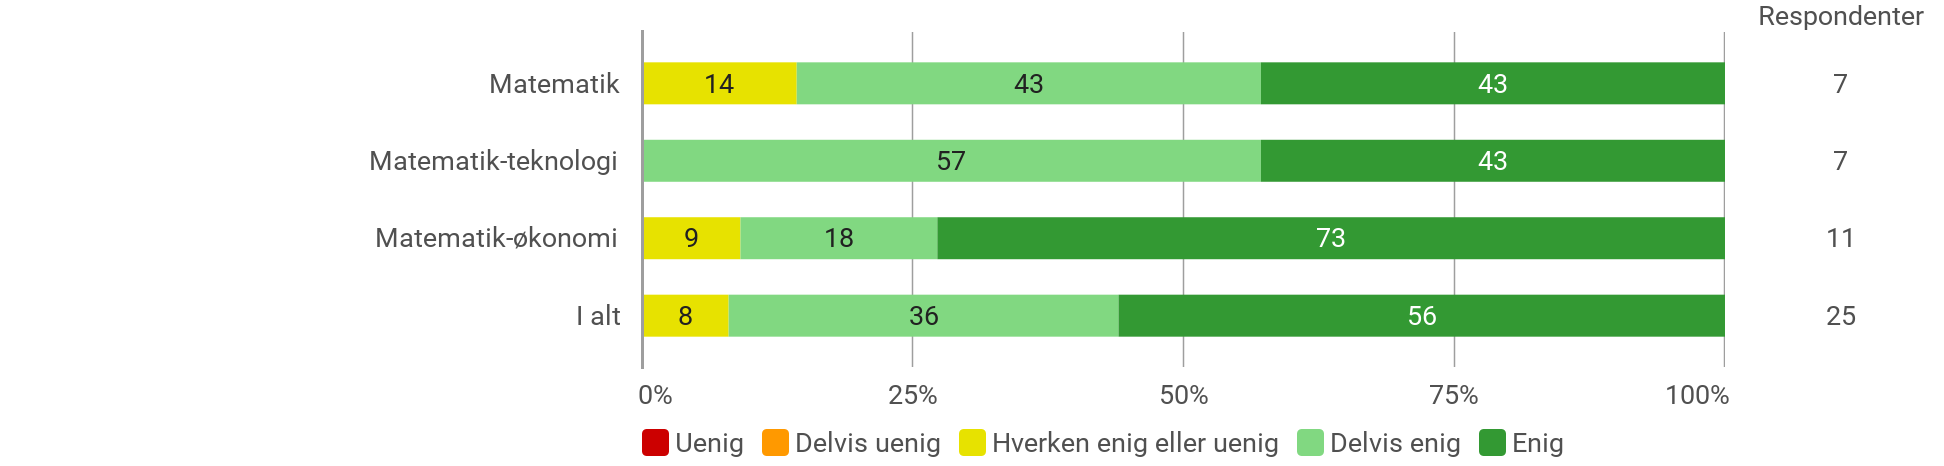 Respondenter
Matematik 14 43 43 7
Matematik-teknologi 57 43 7
Matematik-økonomi 9 18 73 11
I alt 8 36 56 25
0% 25% 50% 75% 100%
Uenig Delvis uenig Hverken enig eller uenig Delvis enig Enig